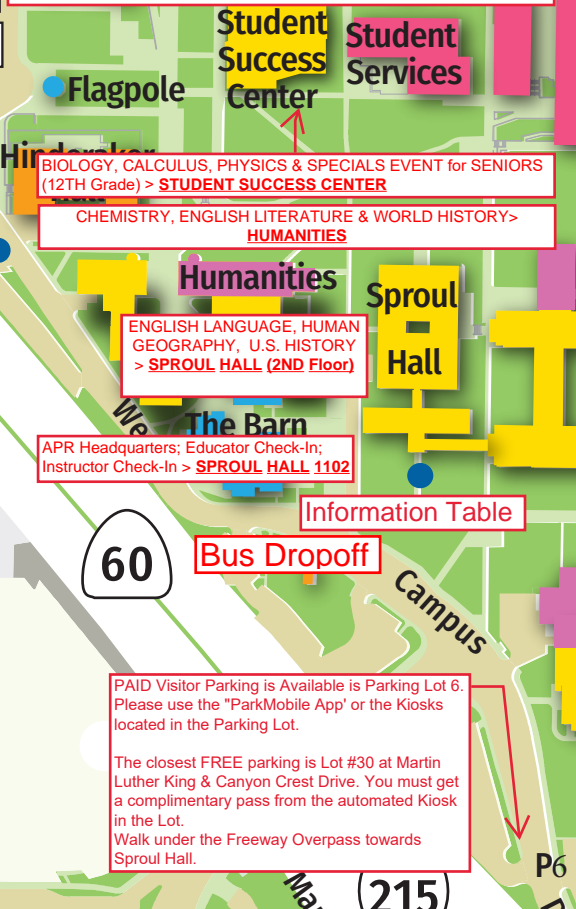 Student
Success
Center
Student
Services
Flagpole
BIOLOGY, CALCULUS, PHYSICS & SPECIALS EVENT for SENIORS
(12TH Grade) > STUDENT SUCCESS CENTER
CHEMISTRY, ENGLISH LITERATURE & WORLD HISTORY>
HUMANITIES
Humanities
Sproul
Hall
ENGLISH LANGUAGE, HUMAN
GEOGRAPHY, U.S. HISTORY
> SPROUL HALL (2ND Floor)
We
The Barn
APR Headquarters; Educator Check-In;
Instructor Check-In > SPROUL HALL 1102
Information Table
60
Bus Dropoff
Campus
PAID Visitor Parking is Available is Parking Lot 6.
Please use the "ParkMobile App' or the Kiosks
located in the Parking Lot.
The closest FREE parking is Lot #30 at Martin
Luther King & Canyon Crest Drive. You must get
a complimentary pass from the automated Kiosk
in the Lot.
Walk under the Freeway Overpass towards
Sproul Hall.
P6
Ma
215